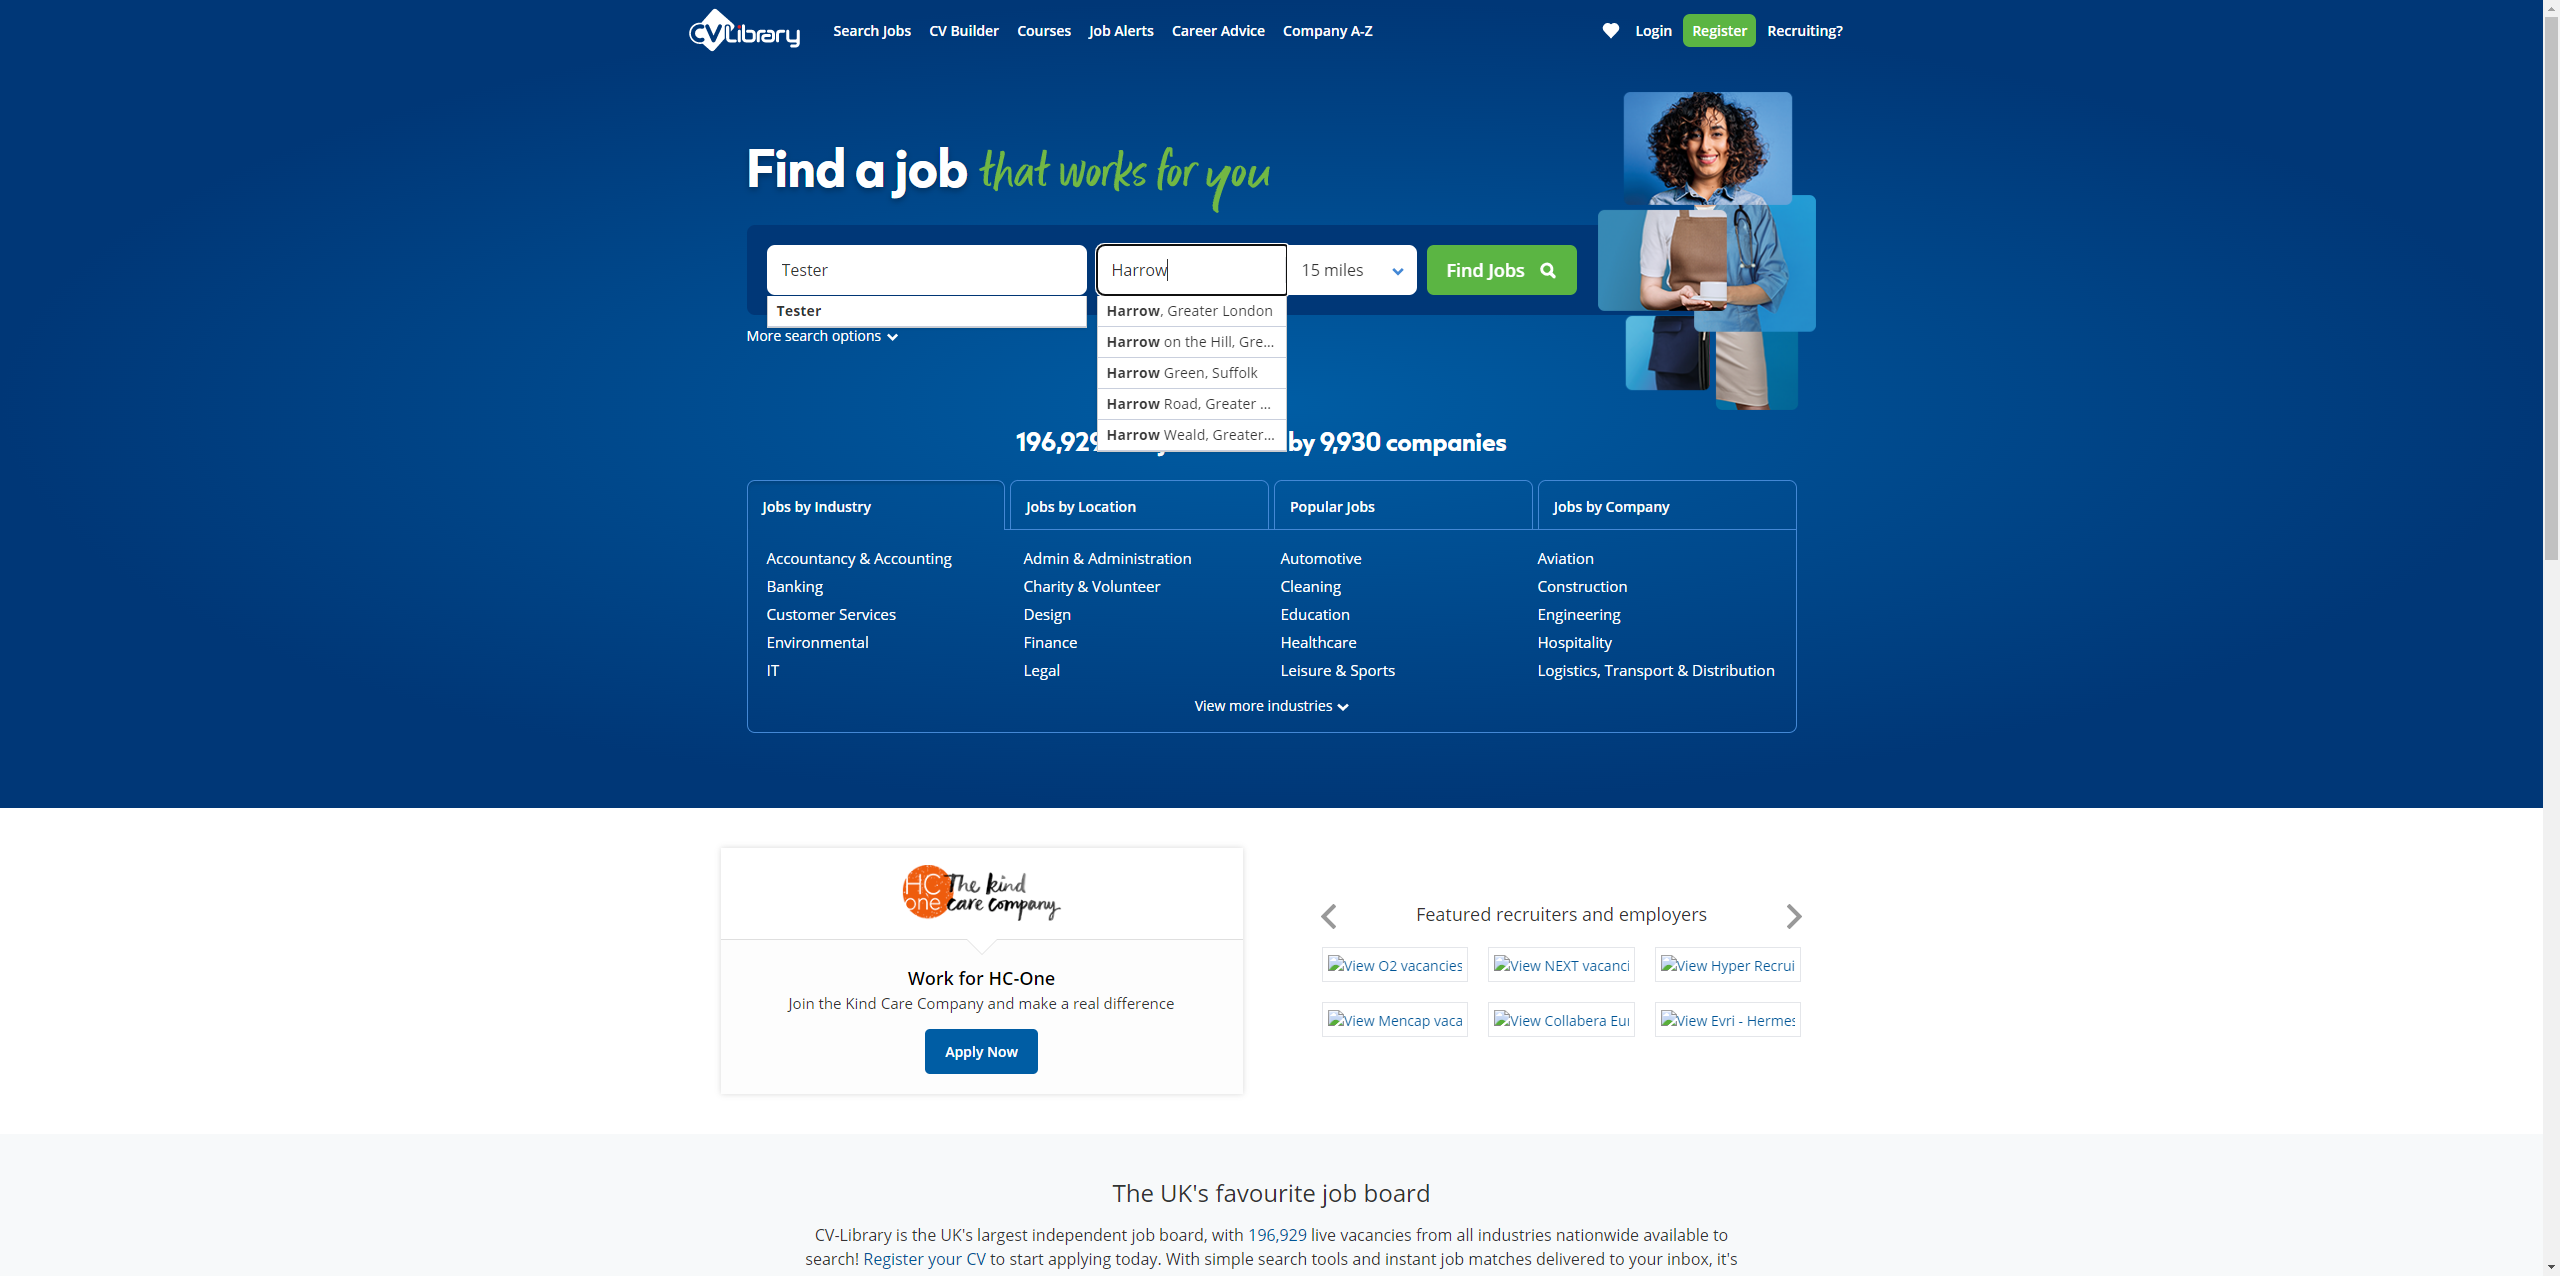 CVLibrary Search Jobs CV Builder Courses Job Alerts Career Advice Company A-Z Login Register Recruiting?
Find a job that works for you
Tester Harrow 15 miles Find Jobs
Tester
Harrow, Greater London
Harrow on the Hill, Gre...
Harrow Green, Suffolk
Harrow Road, Greater ...
Harrow Weald, Greater...
More search options
196,929 by 9,930 companies
Jobs by Industry Jobs by Location Popular Jobs Jobs by Company
Accountancy & Accounting Admin & Administration Automotive Aviation
Banking Charity & Volunteer Cleaning Construction
Customer Services Design Education Engineering
Environmental Finance Healthcare Hospitality
IT Legal Leisure & Sports Logistics, Transport & Distribution
View more industries
HC one The kind care company
Work for HC-One
Join the Kind Care Company and make a real difference
Apply Now
Featured recruiters and employers
View O2 vacancies View NEXT vacanci View Hyper Recrui
View Mencap vaca View Collabera Eu View Evri - Hermes
The UK's favourite job board
CV-Library is the UK's largest independent job board, with 196,929 live vacancies from all industries nationwide available to
search! Register your CV to start applying today. With simple search tools and instant job matches delivered to your inbox, it's